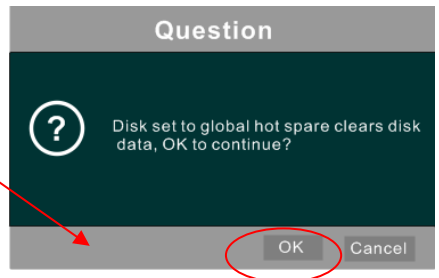 Question
?
Disk set to global hot spare clears disk
data, OK to continue?
OK Cancel